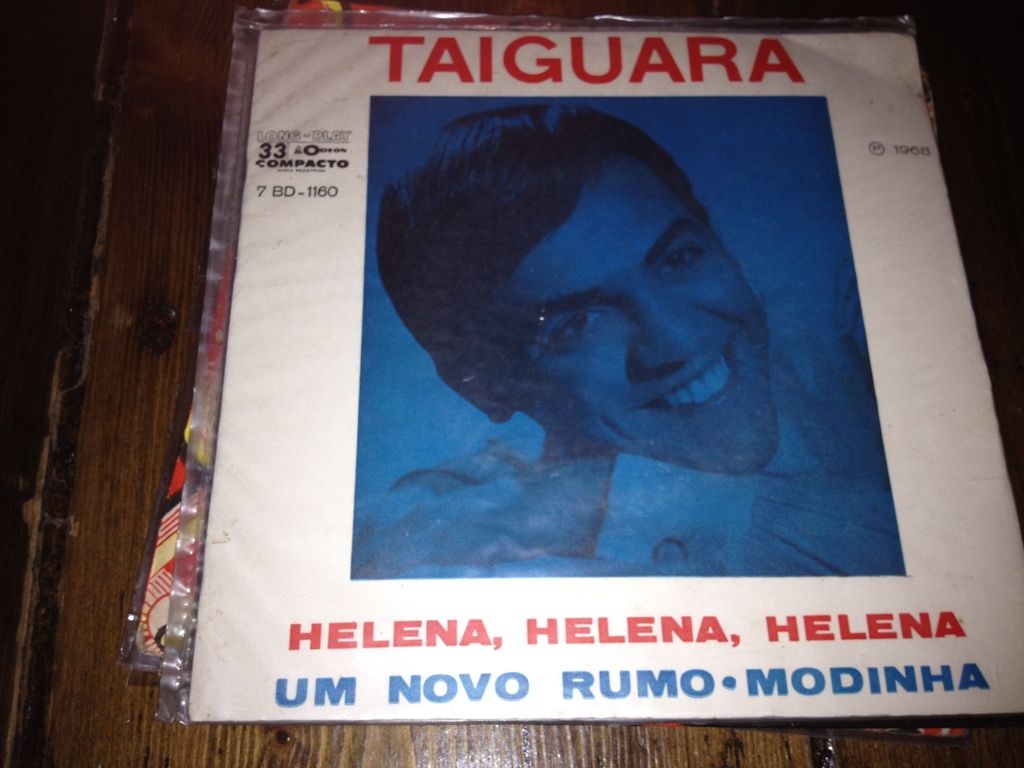 TAIGUARA
LONG-PLAY
33 ODEON
COMPACTO
7 BD-1160
℗ 1968
HELENA, HELENA, HELENA
UM NOVO RUMO • MODINHA